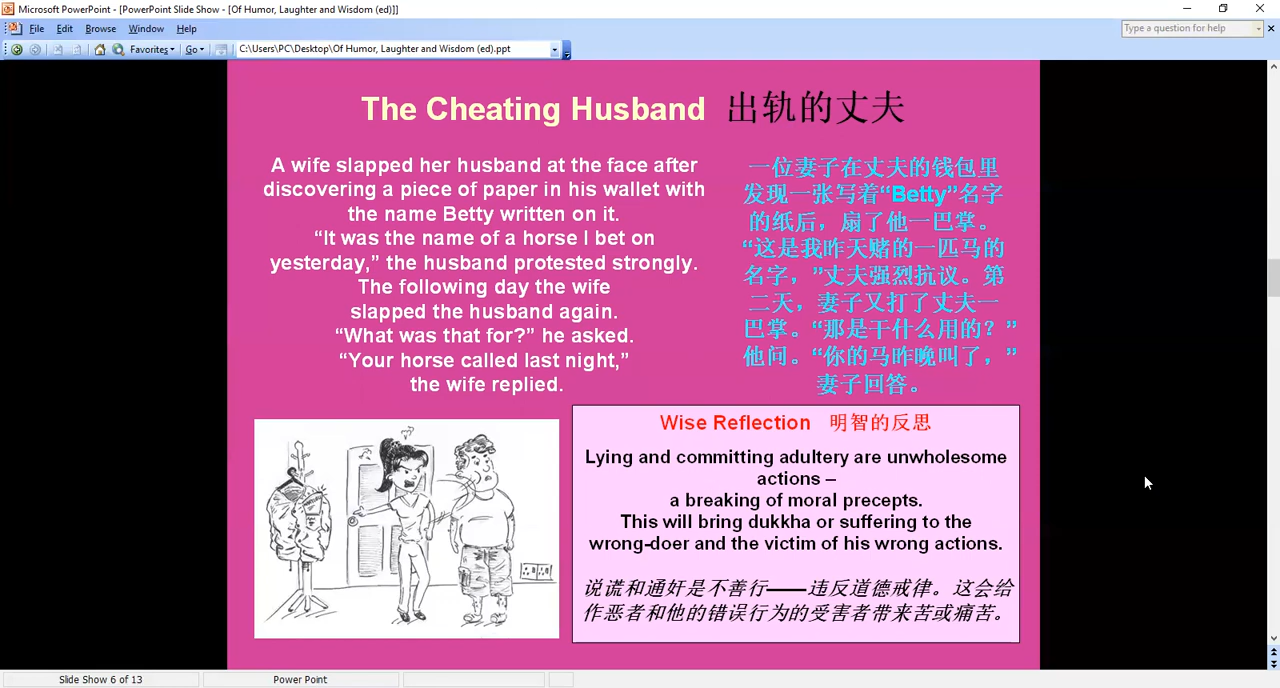 Microsoft PowerPoint - [PowerPoint Slide Show - [Of Humor, Laughter and Wisdom (ed)]]
File Edit Browse Window Help
Type a question for help
Favorites Go C:\Users\PC\Desktop\Of Humor, Laughter and Wisdom (ed).ppt
The Cheating Husband 出轨的丈夫
A wife slapped her husband at the face after
discovering a piece of paper in his wallet with
the name Betty written on it.
“It was the name of a horse I bet on
yesterday,” the husband protested strongly.
The following day the wife
slapped the husband again.
“What was that for?” he asked.
“Your horse called last night,”
the wife replied.
一位妻子在丈夫的钱包里
发现一张写着“Betty”名字
的纸后，扇了他一巴掌。
“这是我昨天赌的一匹马的
名字，”丈夫强烈抗议。第
二天，妻子又打了丈夫一
巴掌。“那是干什么用的？”
他问。“你的马昨晚叫了，”
妻子回答。
Wise Reflection 明智的反思
Lying and committing adultery are unwholesome
actions –
a breaking of moral precepts.
This will bring dukkha or suffering to the
wrong-doer and the victim of his wrong actions.
说谎和通奸是不善行——违反道德戒律。这会给
作恶者和他的错误行为的受害者带来苦或痛苦。
Slide Show 6 of 13
Power Point